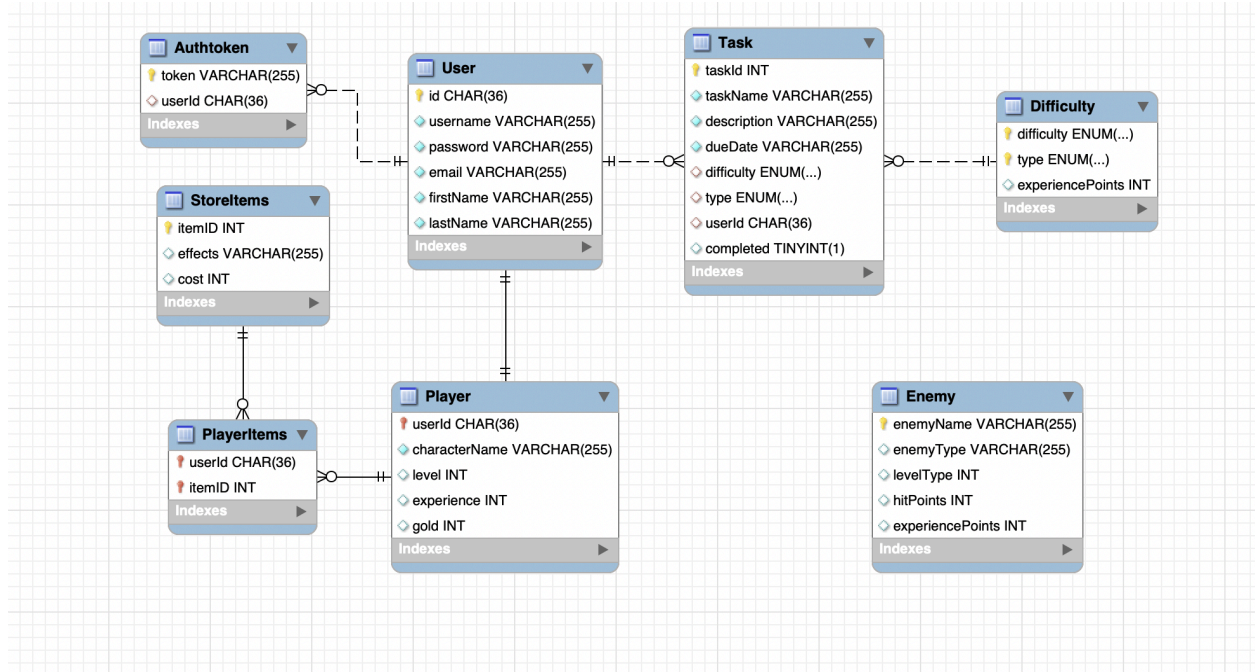 Authtoken
token VARCHAR(255)
userId CHAR(36)
Indexes
User
id CHAR(36)
username VARCHAR(255)
password VARCHAR(255)
email VARCHAR(255)
firstName VARCHAR(255)
lastName VARCHAR(255)
Indexes
Task
taskId INT
taskName VARCHAR(255)
description VARCHAR(255)
dueDate VARCHAR(255)
difficulty ENUM(...)
type ENUM(...)
userId CHAR(36)
completed TINYINT(1)
Indexes
Difficulty
difficulty ENUM(...)
type ENUM(...)
experiencePoints INT
Indexes
StoreItems
itemID INT
effects VARCHAR(255)
cost INT
Indexes
PlayerItems
userId CHAR(36)
itemID INT
Indexes
Player
userId CHAR(36)
characterName VARCHAR(255)
level INT
experience INT
gold INT
Indexes
Enemy
enemyName VARCHAR(255)
enemyType VARCHAR(255)
levelType INT
hitPoints INT
experiencePoints INT
Indexes